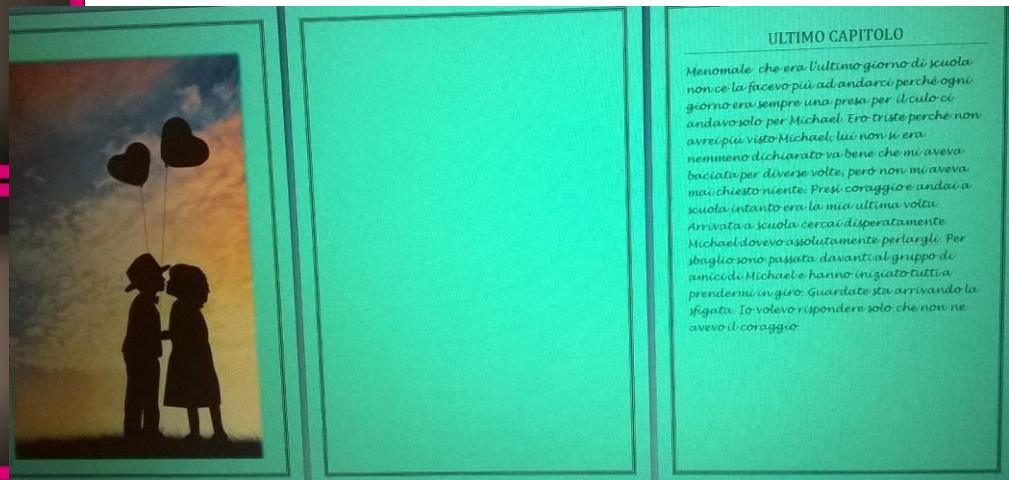 ULTIMO CAPITOLO
Menomale che era l'ultimo giorno di scuola
non ce la facevo più ad andarci perché ogni
giorno era sempre una presa per il culo ci
andavo solo per Michael. Ero triste perché non
avrei più visto Michael, lui non si era
nemmeno dichiarato va bene che mi aveva
baciata per diverse volte, però non mi aveva
mai chiesto niente. Presi coraggio e andai a
scuola intanto era la mia ultima volta.
Arrivata a scuola cercai disperatamente
Michael dovevo assolutamente perlargli. Per
sbaglio sono passata davanti al gruppo di
amici di Michael e hanno iniziato tutti a
prendermi in giro. Guardate sta arrivando la
sfigata. Io volevo rispondere solo che non ne
avevo il coraggio